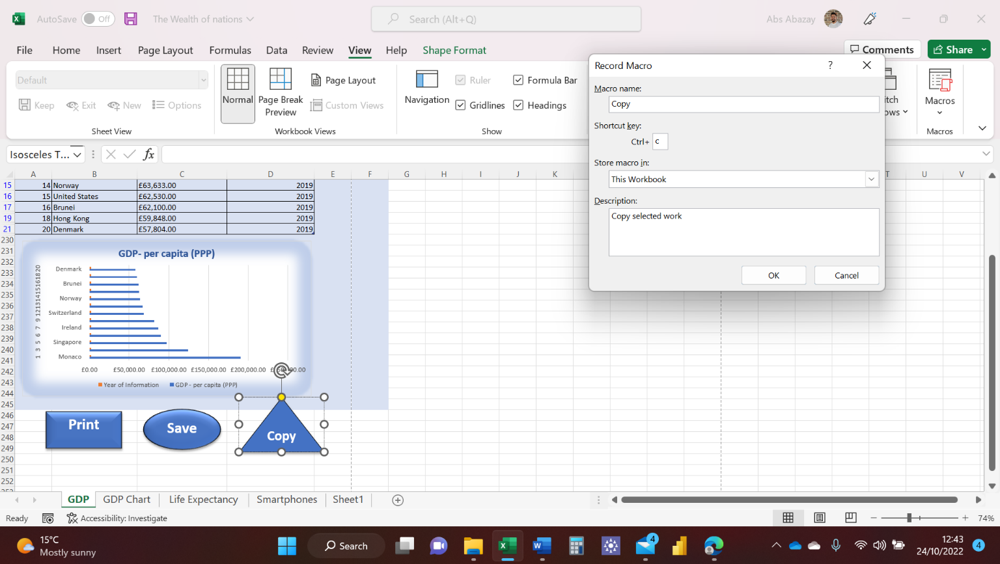 AutoSave Off The Wealth of nations Search (Alt+Q) Abs Abazay
File Home Insert Page Layout Formulas Data Review View Help Shape Format Comments Share
Default
Keep Exit New Options
Sheet View
Normal Page Break Preview Page Layout Custom Views
Workbook Views
Navigation Ruler Gridlines Formula Bar Headings
Show
Macros
Macros
Record Macro ?
Macro name:
Copy
Shortcut key:
Ctrl+ c
Store macro in:
This Workbook
Description:
Copy selected work
OK Cancel
Isosceles T... fx
A B C D E F G H I J K T U V
15 14 Norway £63,633.00 2019
16 15 United States £62,530.00 2019
17 16 Brunei £62,100.00 2019
19 18 Hong Kong £59,848.00 2019
21 20 Denmark £57,804.00 2019
230
231
232
233
234
235
236
237
238
239
240
241
242
243
244
245
246
247
248
249
250
251
252
GDP- per capita (PPP)
Denmark
Brunei
Norway
Switzerland
Ireland
Singapore
Monaco
1 3 5 6 7 9 12 13 14 15 16 18 20
£0.00 £50,000.00 £100,000.00 £150,000.00 £200,000.00
Year of Information GDP - per capita (PPP)
Print
Save
Copy
GDP GDP Chart Life Expectancy Smartphones Sheet1
Ready Accessibility: Investigate 74%
15°C
Mostly sunny
Search
4
12:43
24/10/2022
4